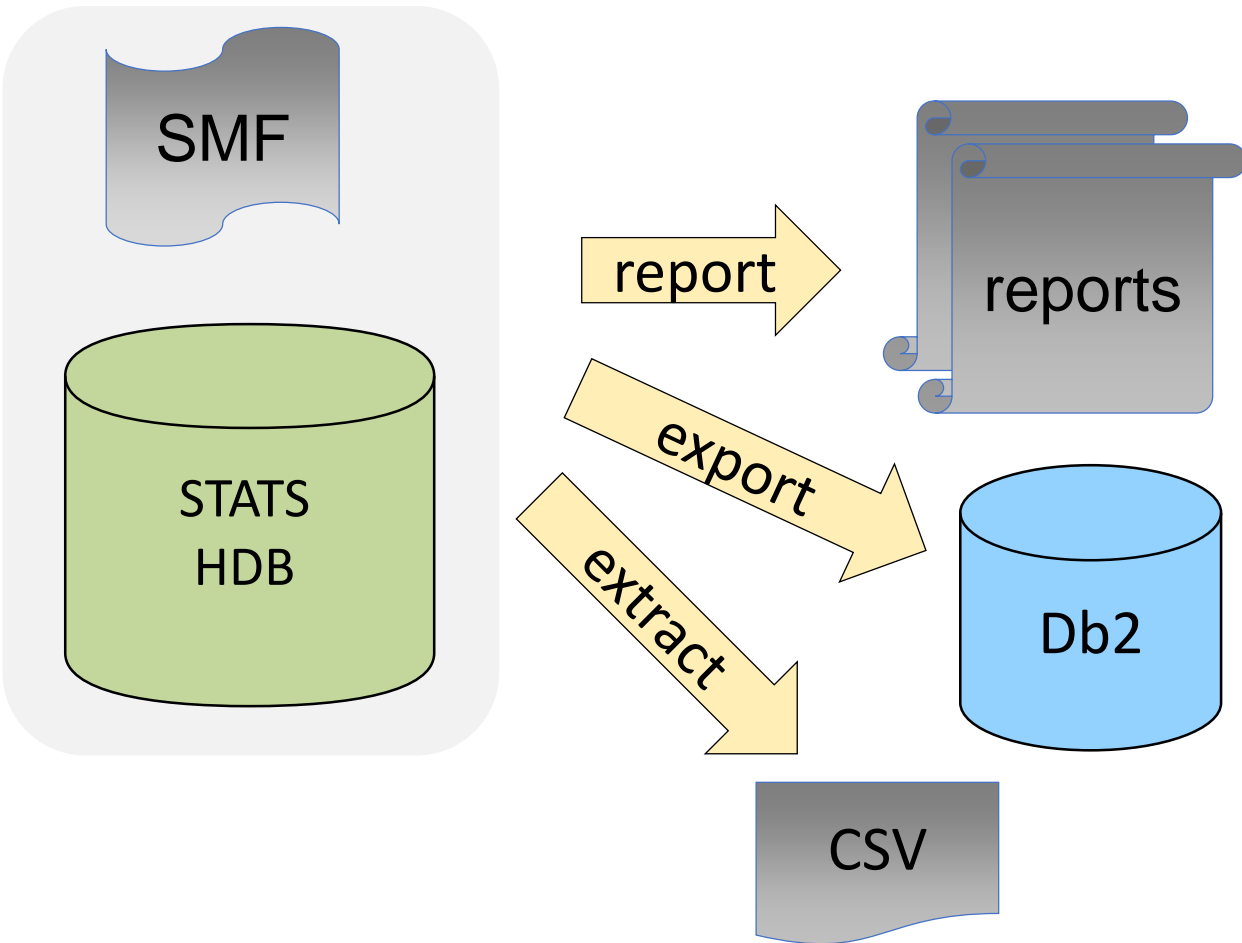 SMF
STATS
HDB
report
export
extract
reports
Db2
CSV